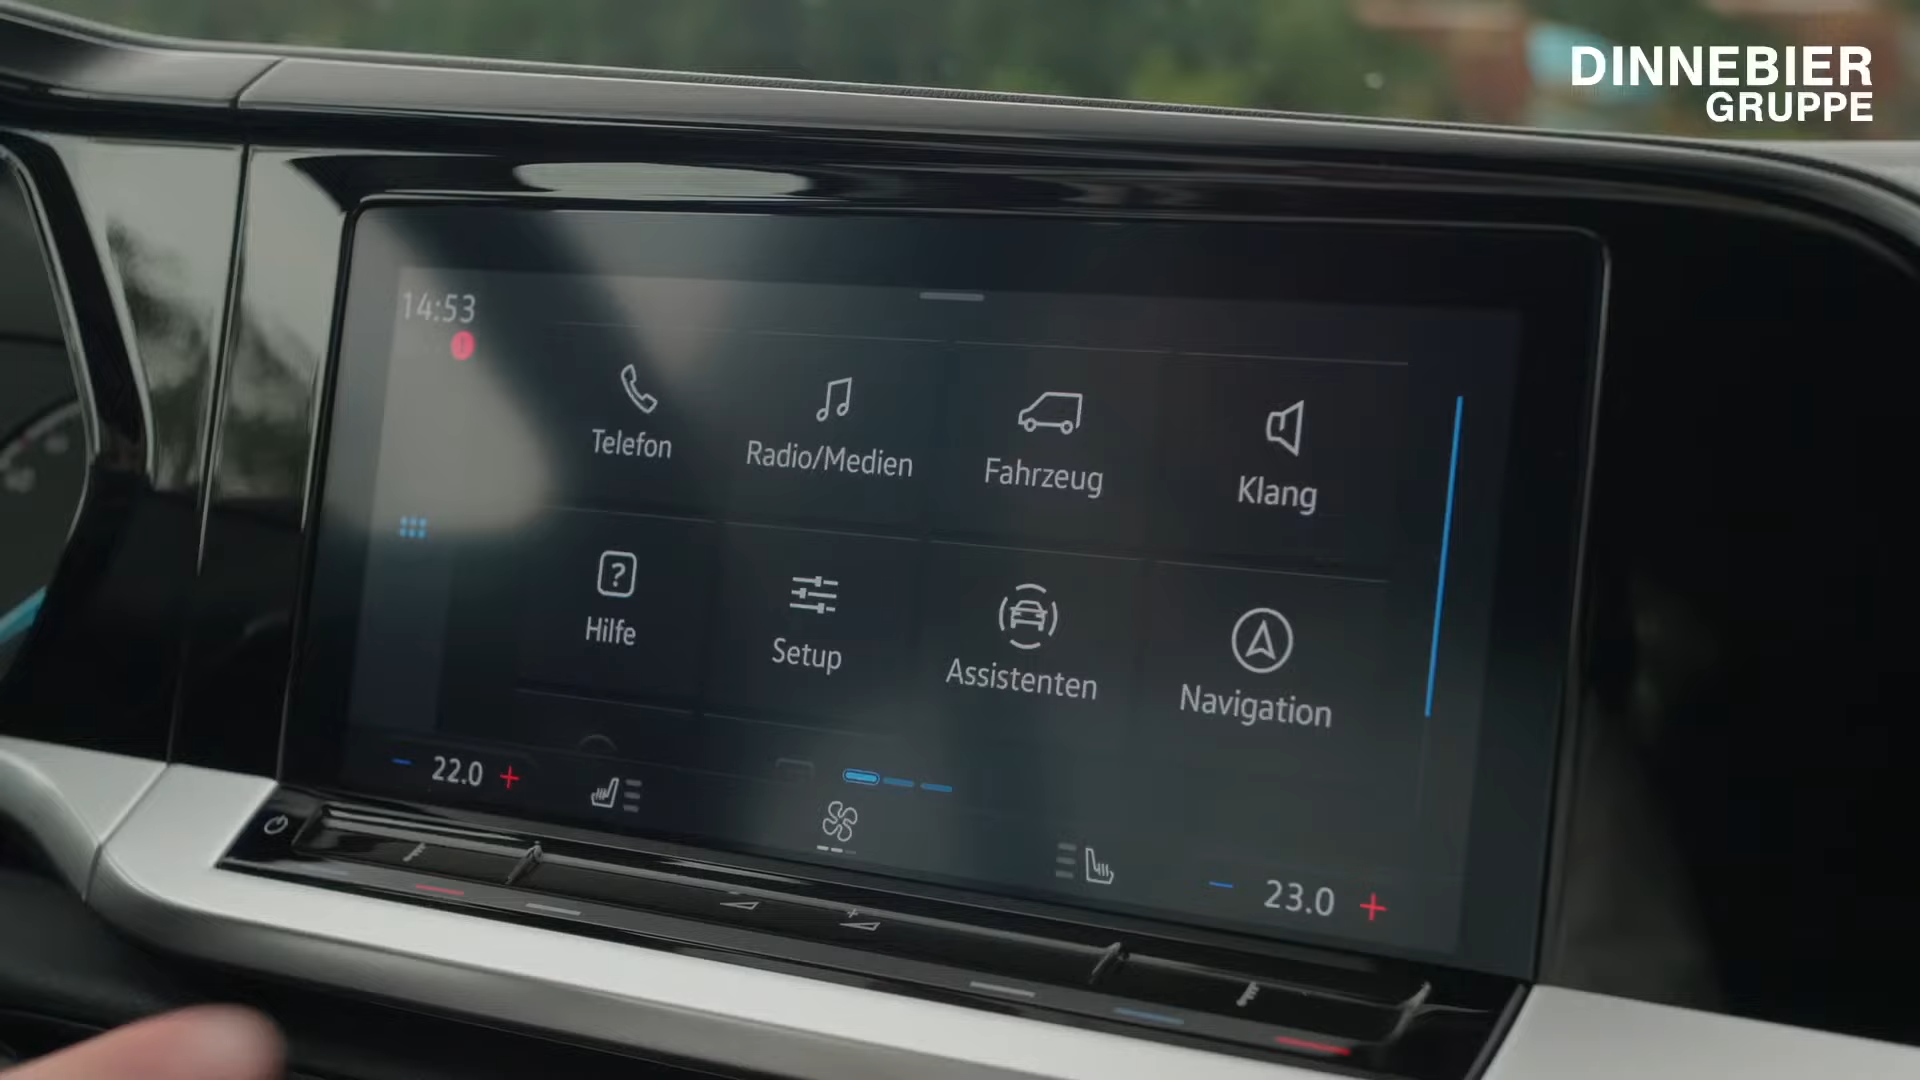 DINNEBIER
GRUPPE
14:53
Telefon
Radio/Medien
Fahrzeug
Klang
Hilfe
Setup
Assistenten
Navigation
22.0
23.0